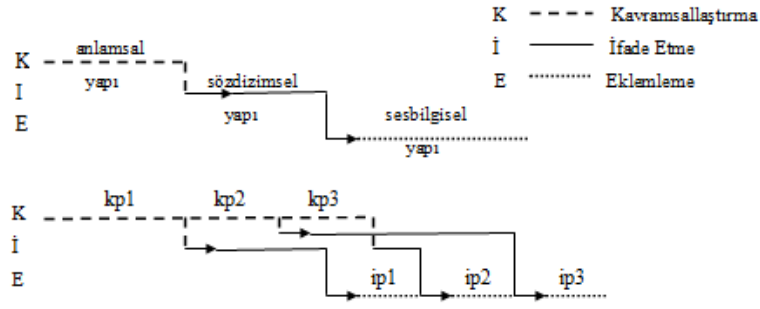 K Kavramsallaştırma
İ İfade Etme
E Eklemleme
K anlamsal yapı
I sözdizimsel yapı
E sesbilgisel yapı
K kp1 kp2 kp3
İ
E ip1 ip2 ip3